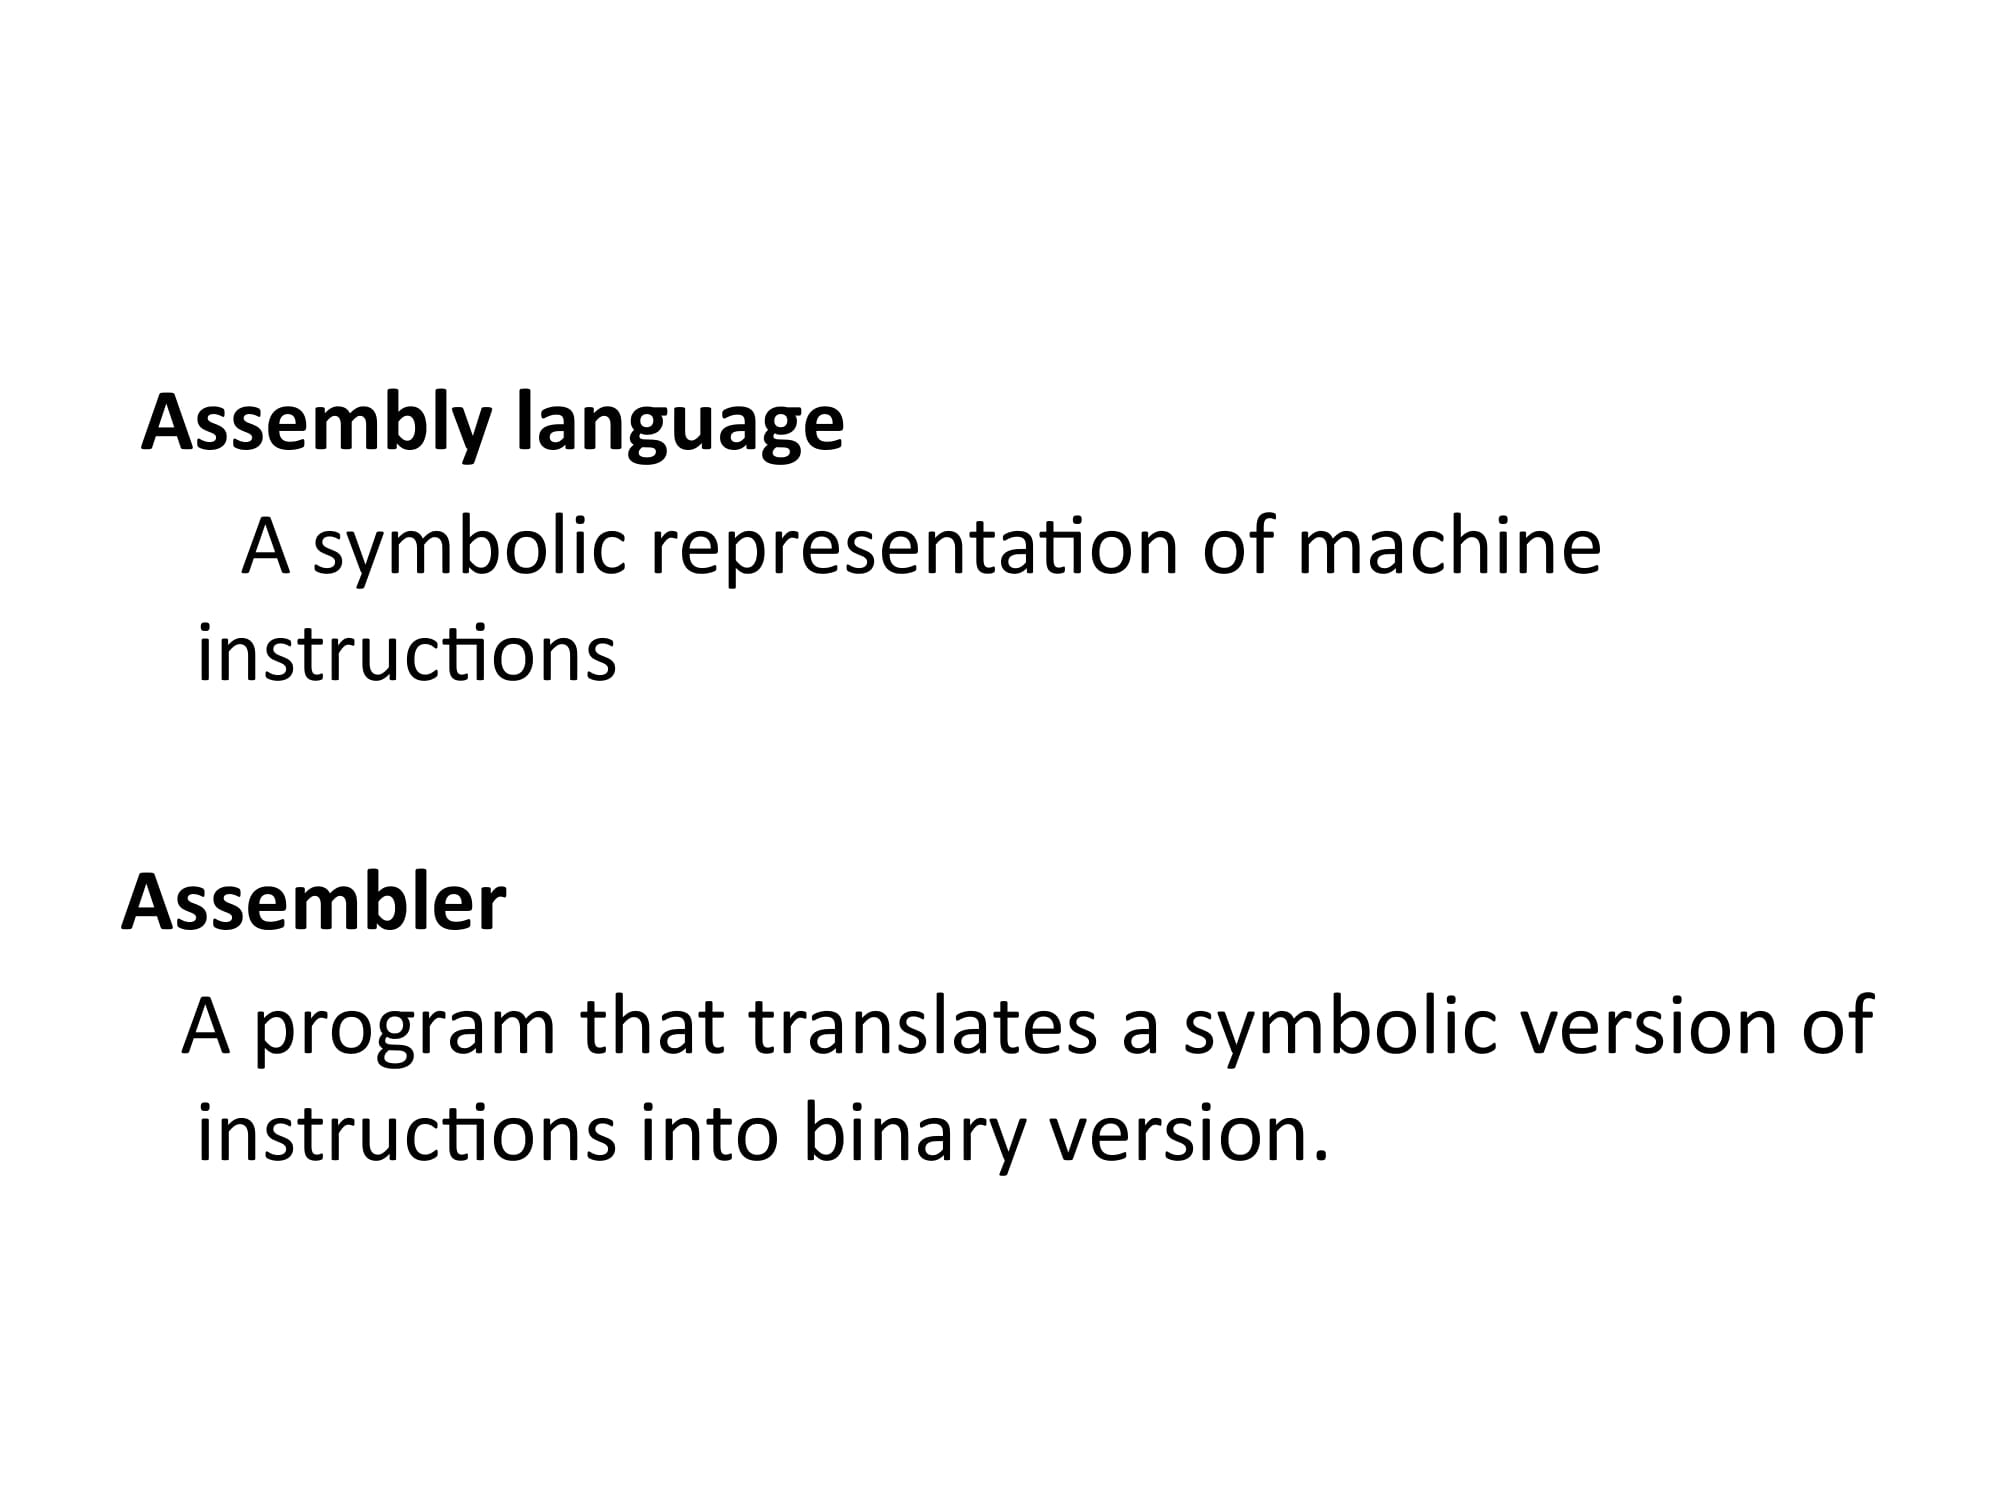 Assembly language
A symbolic representation of machine
instructions
Assembler
A program that translates a symbolic version of
instructions into binary version.